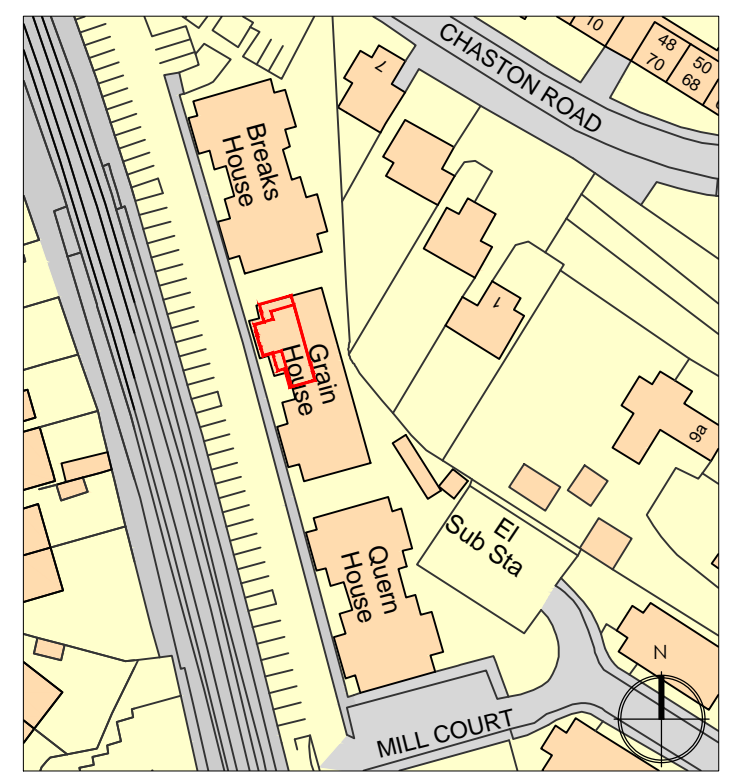 10
48
50
70
68
CHASTON ROAD
7
Breaks
House
1
Grain
House
9a
El
Sub Sta
Quern
House
N
MILL COURT